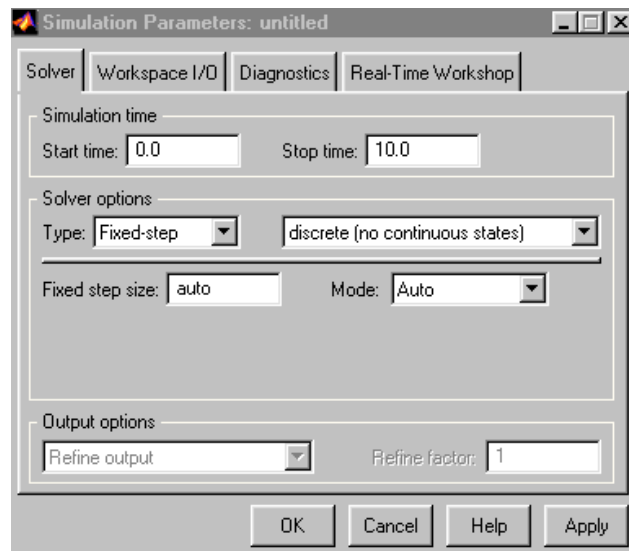 Simulation Parameters: untitled
Solver Workspace I/O Diagnostics Real-Time Workshop
Simulation time
Start time: 0.0 Stop time: 10.0
Solver options
Type: Fixed-step discrete (no continuous states)
Fixed step size: auto Mode: Auto
Output options
Refine output Refine factor: 1
OK Cancel Help Apply